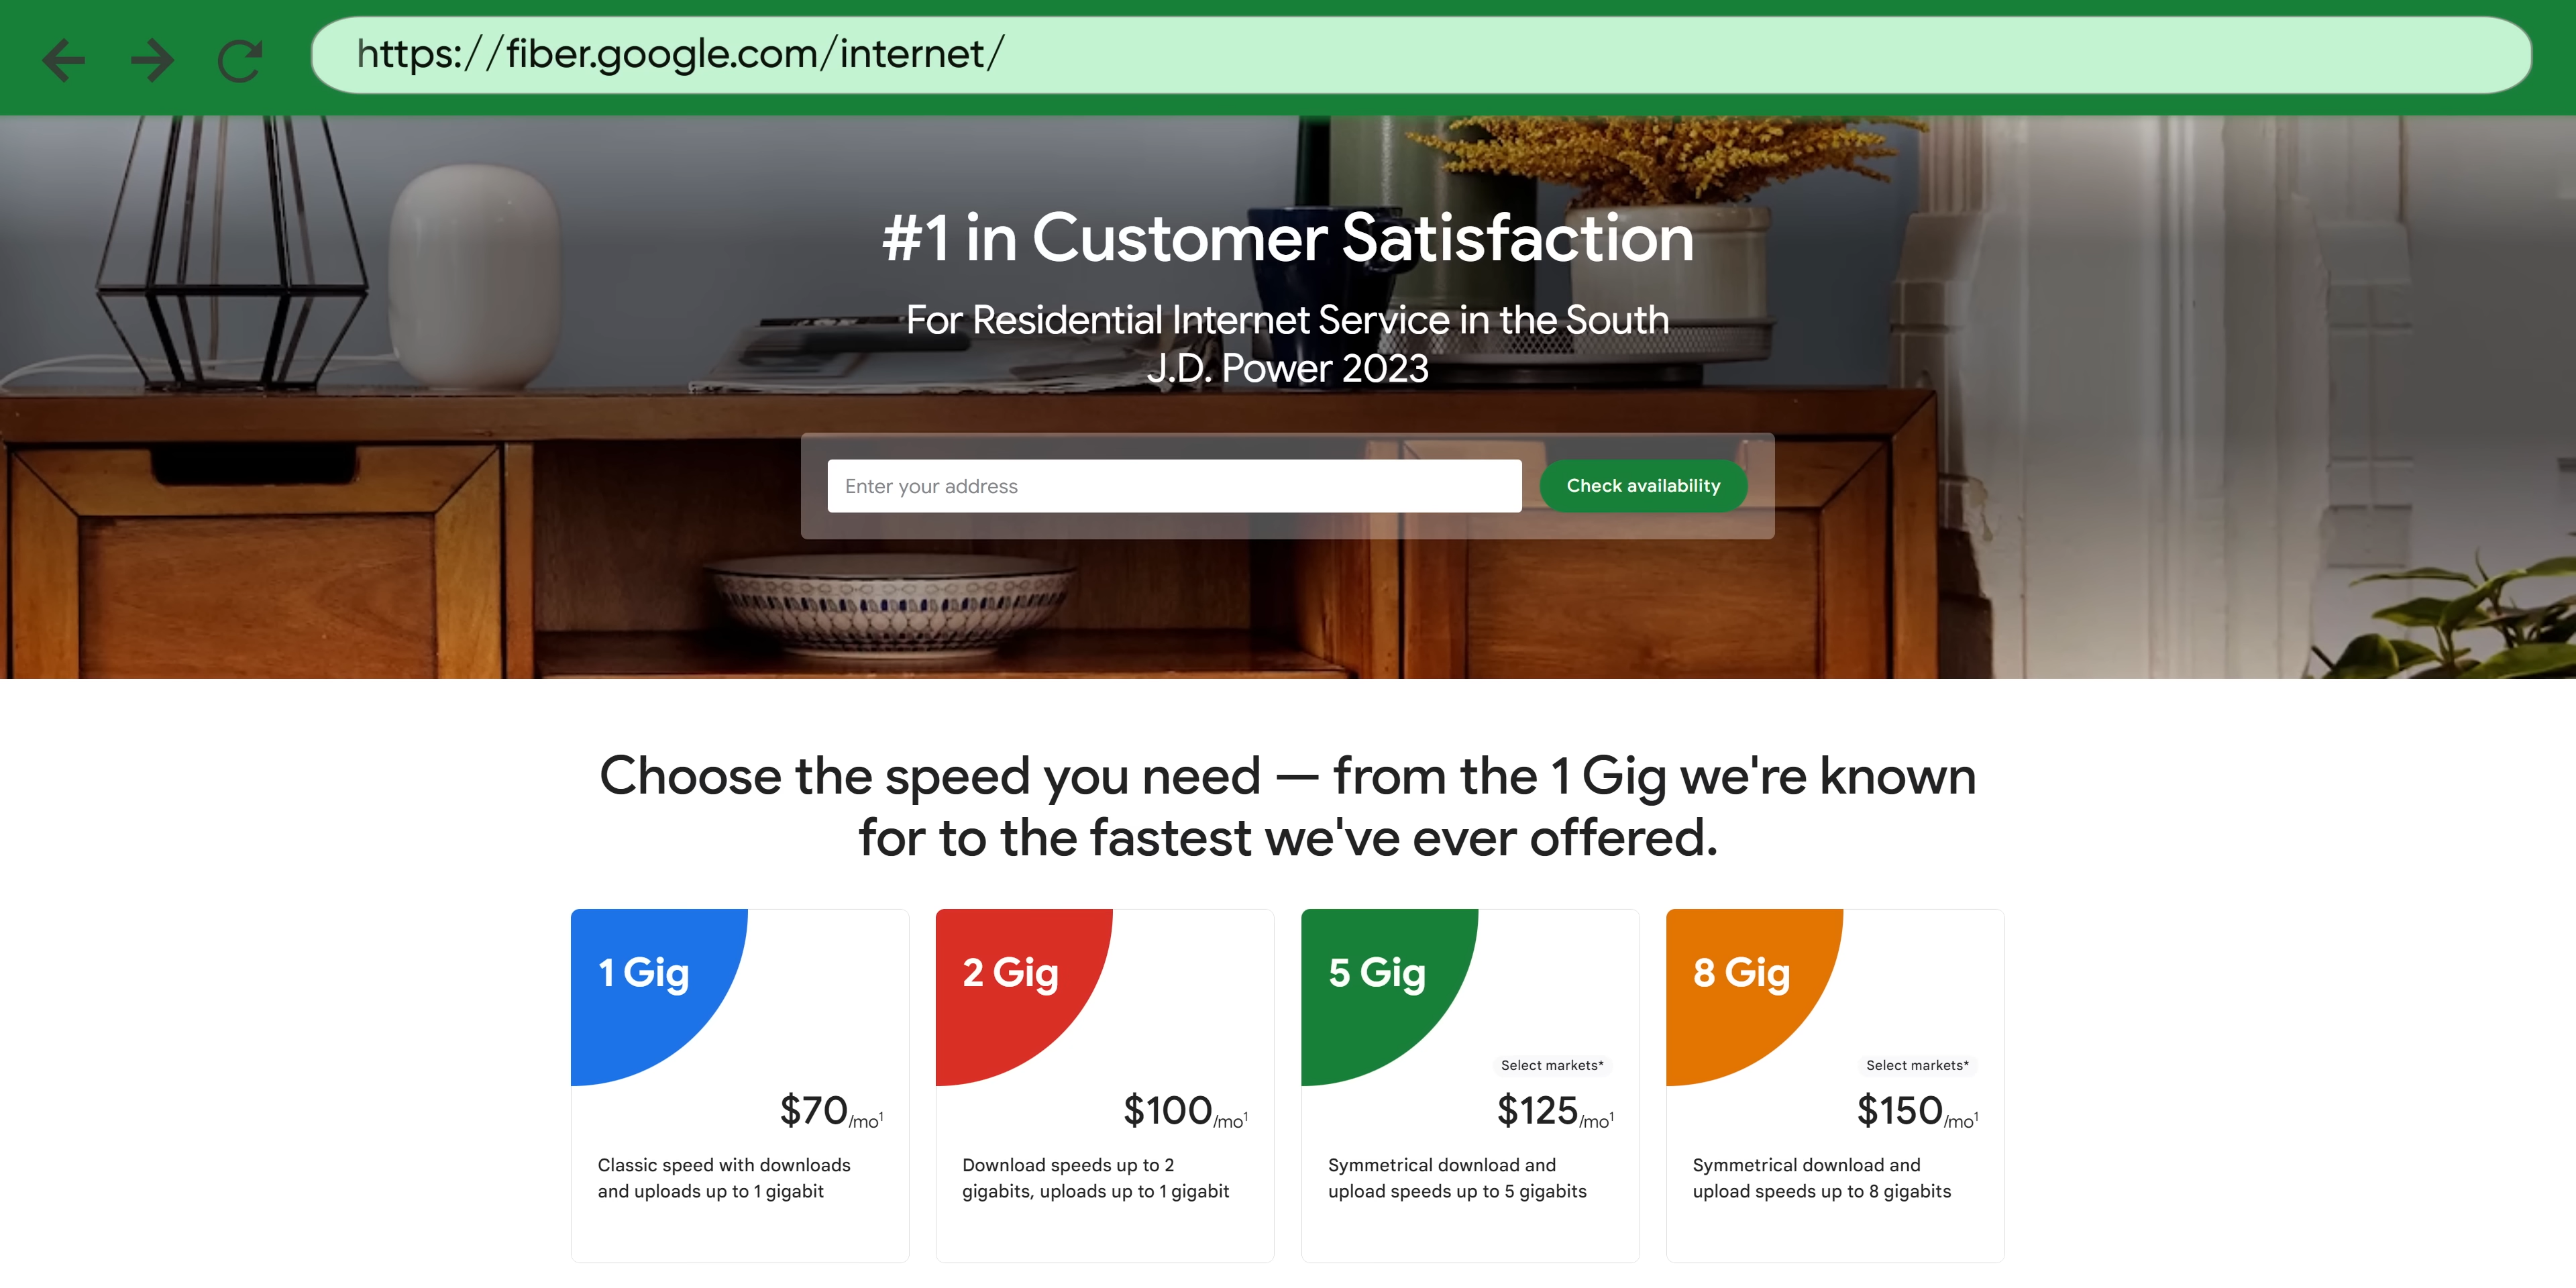 https://fiber.google.com/internet/
#1 in Customer Satisfaction
For Residential Internet Service in the South
J.D. Power 2023
Enter your address
Check availability
Choose the speed you need — from the 1 Gig we're known
for to the fastest we've ever offered.
1 Gig
$70/mo¹
Classic speed with downloads
and uploads up to 1 gigabit
2 Gig
$100/mo¹
Download speeds up to 2
gigabits, uploads up to 1 gigabit
5 Gig
Select markets*
$125/mo¹
Symmetrical download and
upload speeds up to 5 gigabits
8 Gig
Select markets*
$150/mo¹
Symmetrical download and
upload speeds up to 8 gigabits